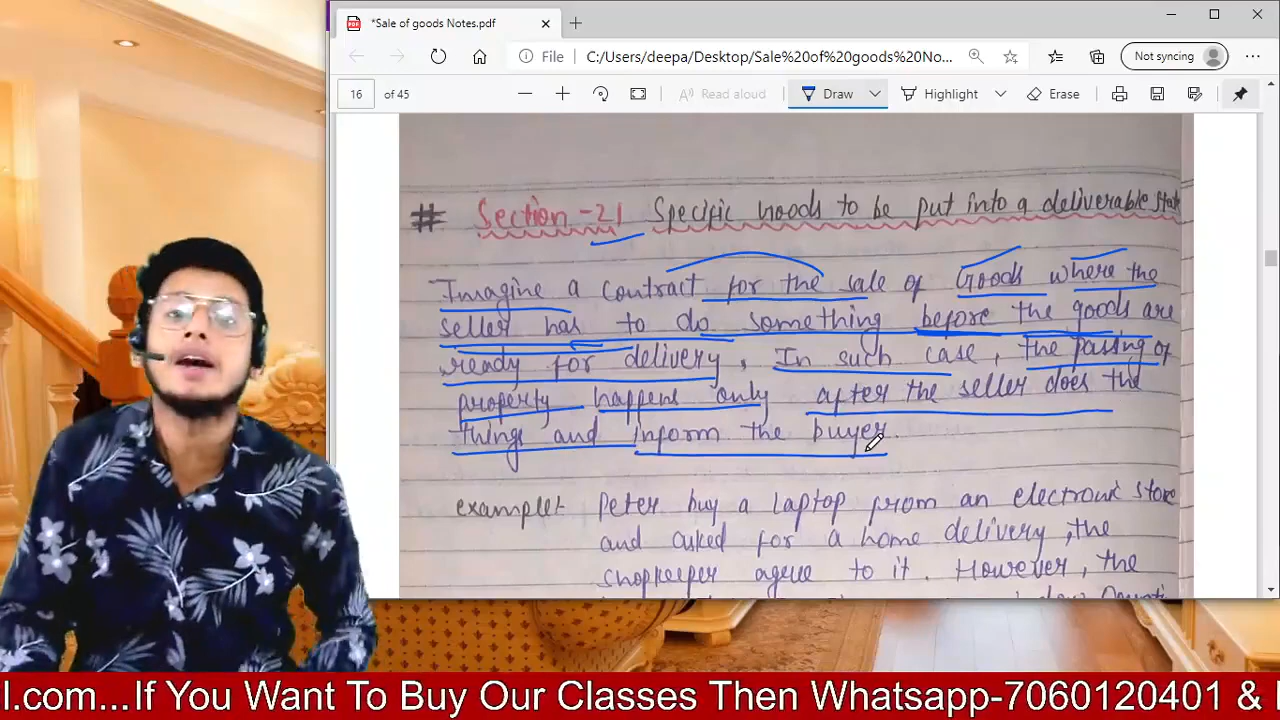 *Sale of goods Notes.pdf
File
C:/Users/deepa/Desktop/Sale%20of%20goods%20No...
Not syncing
16 of 45
Read aloud
Draw
Highlight
Erase
# Section -21 Specific Goods to be put into a deliverable state
Imagine a contract for the sale of Goods where the
seller has to do something before the goods are
ready for delivery, In such case, the passing of
property happens only after the seller does the
things and inform the buyer.
example:- Peter buy a laptop from an electronic store
and asked for a home delivery, the
shopkeeper agree to it. However, the
l.com...If You Want To Buy Our Classes Then Whatsapp-7060120401 &